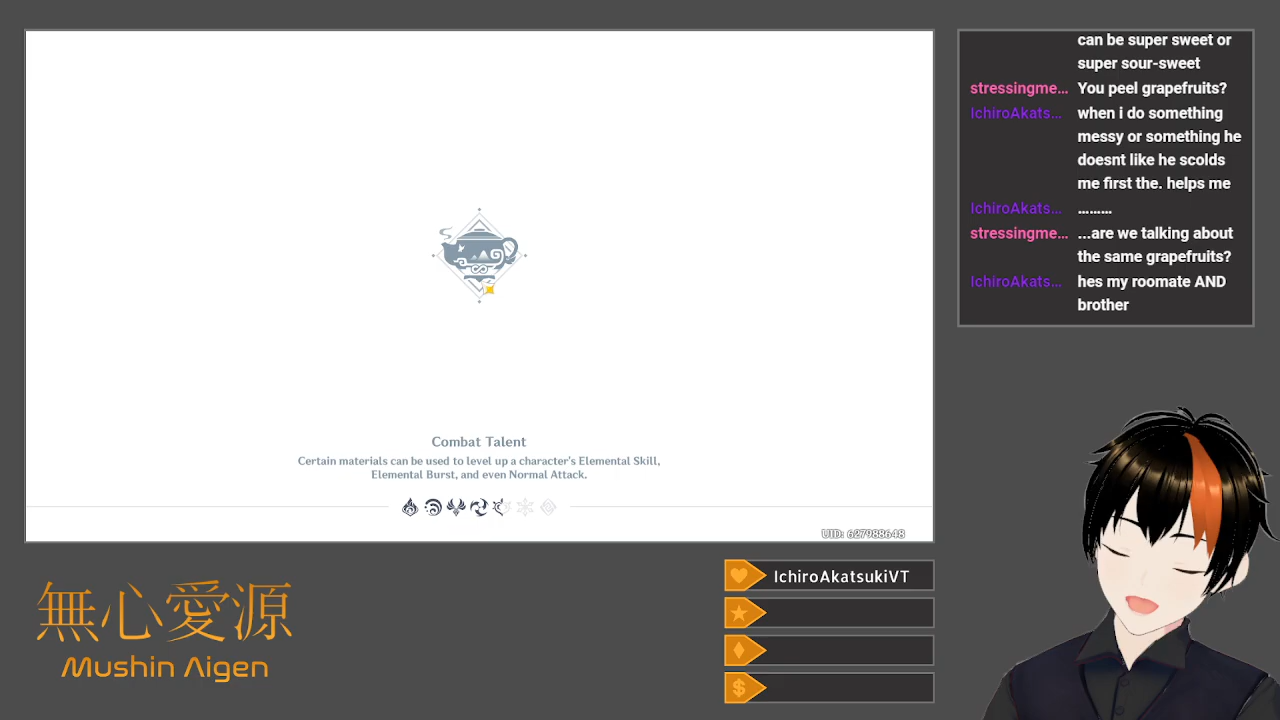 can be super sweet or
super sour-sweet
stressingme... You peel grapefruits?
IchiroAkats... when i do something
messy or something he
doesnt like he scolds
me first the. helps me
IchiroAkats... .........
stressingme... ...are we talking about
the same grapefruits?
IchiroAkats... hes my roomate AND
brother
Combat Talent
Certain materials can be used to level up a character's Elemental Skill,
Elemental Burst, and even Normal Attack.
UID: 627988648
無心愛源
Mushin Aigen
IchiroAkatsukiVT